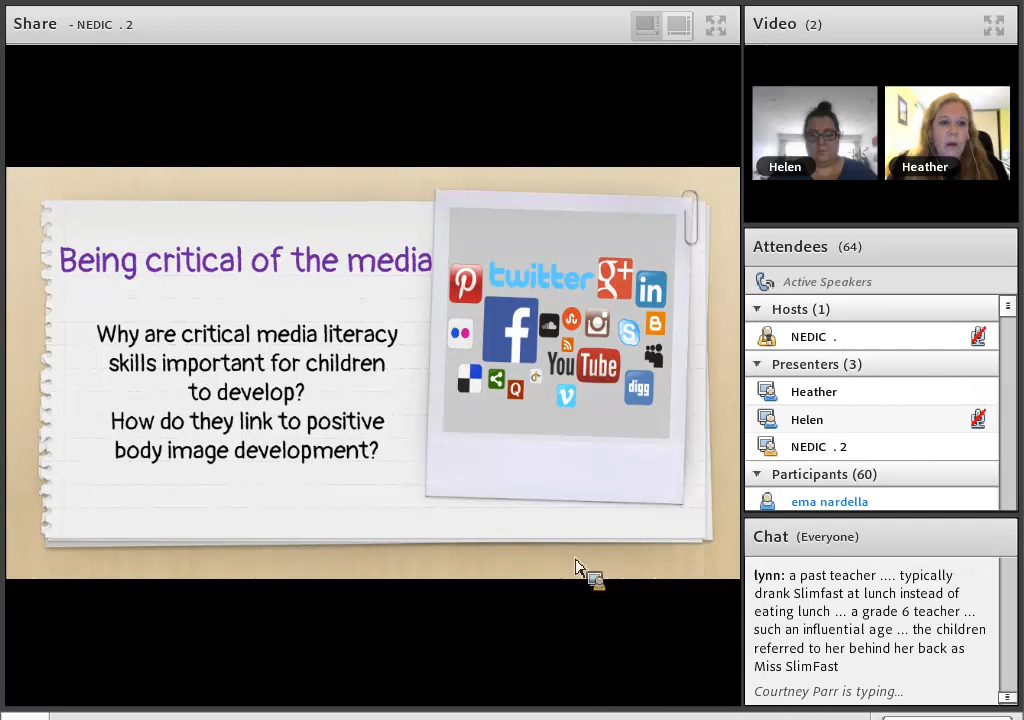 Share - NEDIC . 2
Being critical of the media
Why are critical media literacy
skills important for children
to develop?
How do they link to positive
body image development?
twitter
g+
in
f
You Tube
digg
Q
Video (2)
Helen
Heather
Attendees (64)
Active Speakers
Hosts (1)
NEDIC .
Presenters (3)
Heather
Helen
NEDIC . 2
Participants (60)
ema nardella
Chat (Everyone)
lynn: a past teacher .... typically
drank Slimfast at lunch instead of
eating lunch ... a grade 6 teacher ...
such an influential age ... the children
referred to her behind her back as
Miss SlimFast
Courtney Parr is typing...